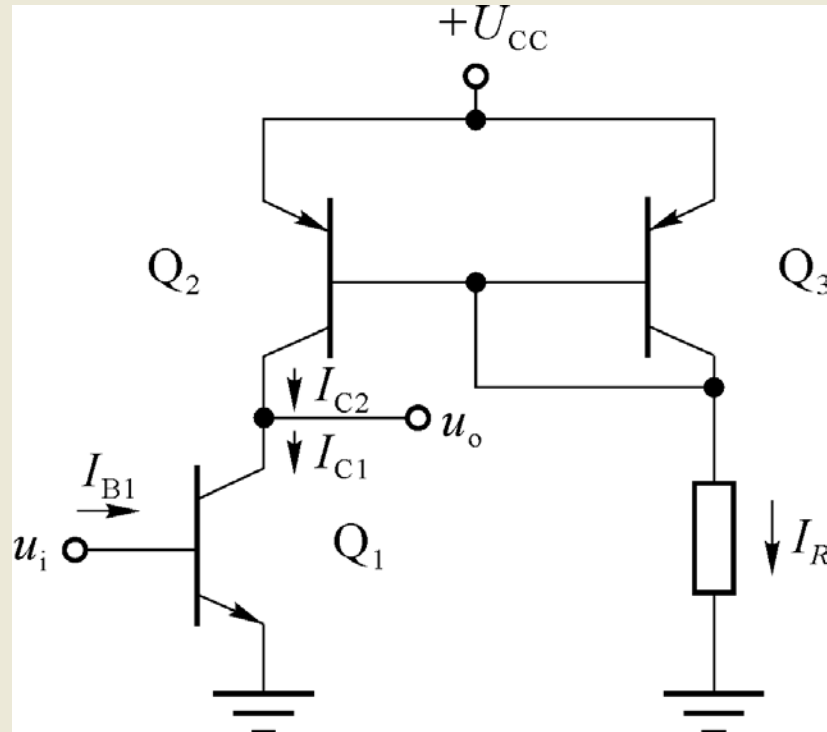 +U_CC
Q_2
Q_3
I_C2
u_o
I_C1
I_B1
u_i
Q_1
I_R